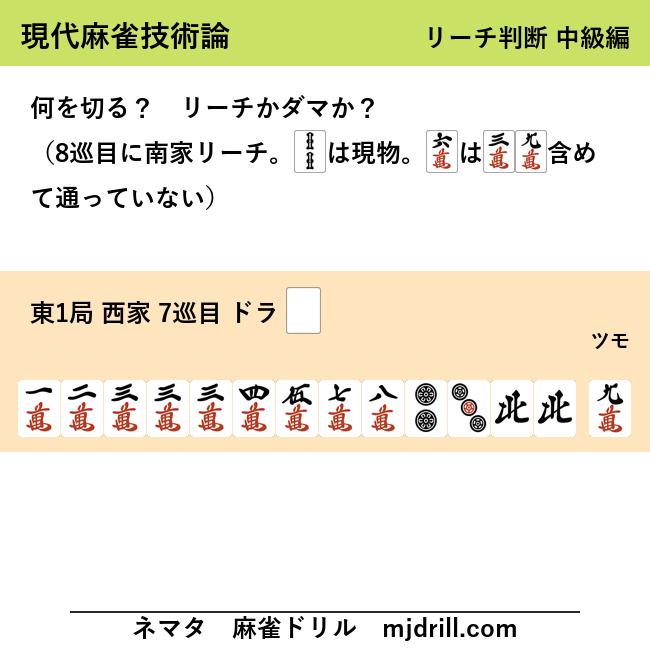 現代麻雀技術論
リーチ判断 中級編
何を切る？　リーチかダマか？
（8巡目に南家リーチ。は現物。六萬は三萬九萬含め
て通っていない）
東1局 西家 7巡目 ドラ
ツモ
一萬 二萬 三萬 三萬 三萬 四萬 伍萬 七萬 八萬 北 北 九萬
ネマタ　麻雀ドリル　mjdrill.com